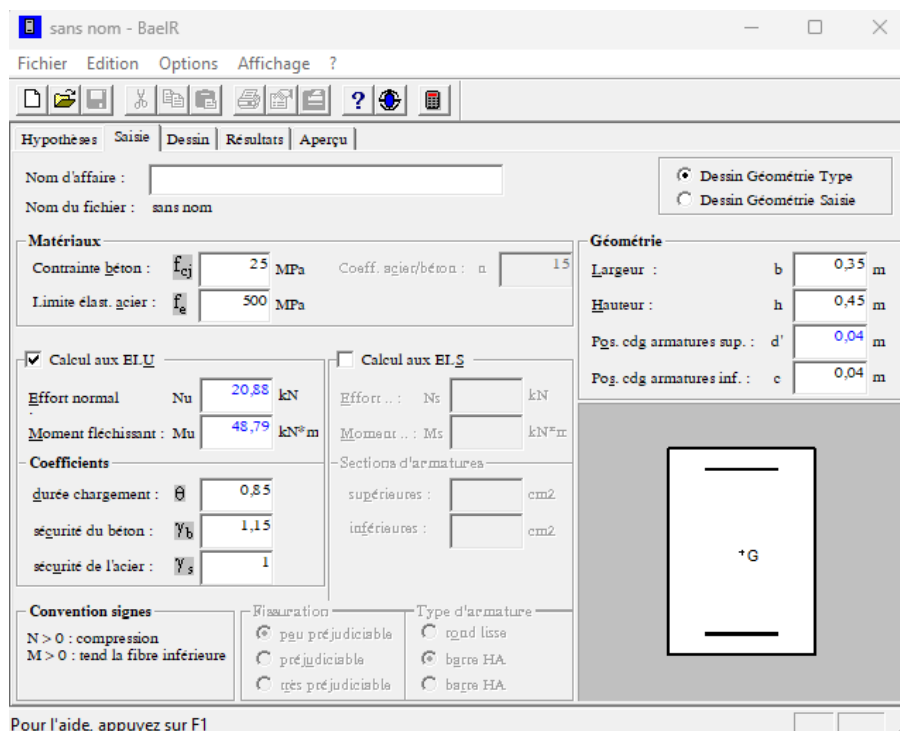 sans nom - BaelR
Fichier Edition Options Affichage ?
Hypothèses Saisie Dessin Résultats Aperçu
Nom d'affaire :
Nom du fichier : sans nom
Dessin Géométrie Type
Dessin Géométrie Saisie
Matériaux
Contrainte béton : fcj 25 MPa Coeff. acier/béton : n 15
Limite élast. acier : fe 500 MPa
Géométrie
Largeur : b 0,35 m
Hauteur : h 0,45 m
Pos. cdg armatures sup. : d' 0,04 m
Pos. cdg armatures inf. : c 0,04 m
Calcul aux ELU
Effort normal Nu 20,88 kN
Moment fléchissant : Mu 48,79 kN*m
Calcul aux ELS
Effort .. : Ns kN
Moment .. : Ms kN*m
Coefficients
durée chargement : θ 0,85
sécurité du béton : γb 1,15
sécurité de l'acier : γs 1
Sections d'armatures
supérieures : cm2
inférieures : cm2
+G
Convention signes
N > 0 : compression
M > 0 : tend la fibre inférieure
Fissuration
peu préjudiciable
préjudiciable
très préjudiciable
Type d'armature
rond lisse
barre HA
barre HA
Pour l'aide, appuyez sur F1